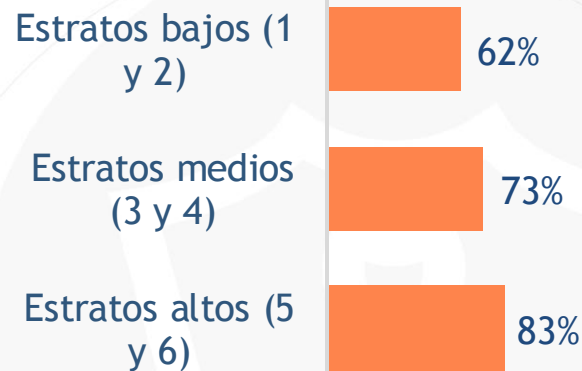 Estratos bajos (1
y 2)
62%
Estratos medios
(3 y 4)
73%
Estratos altos (5
y 6)
83%